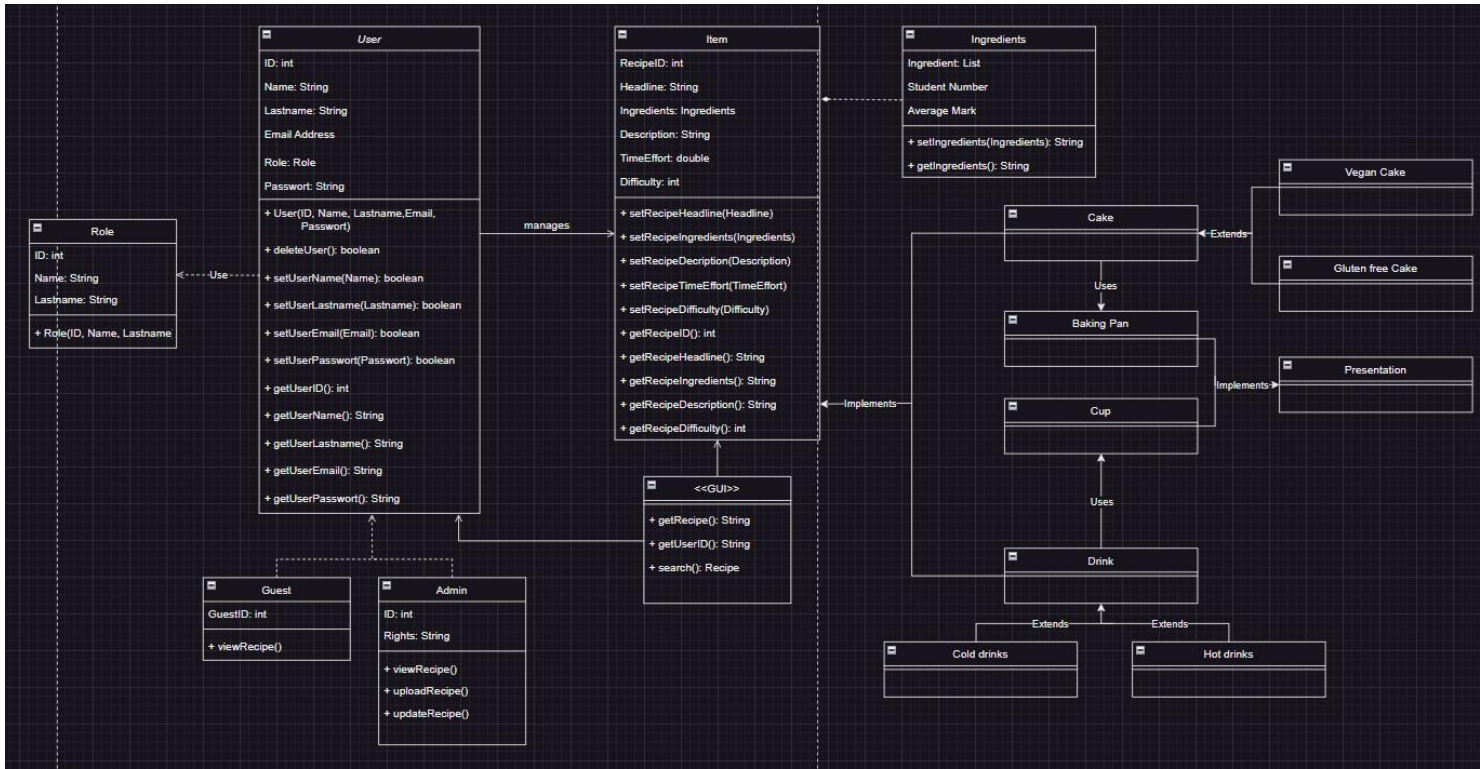 User
ID: int
Name: String
Lastname: String
Email Address
Role: Role
Passwort: String
+ User(ID, Name, Lastname,Email,
Passwort)
+ deleteUser(): boolean
+ setUserName(Name): boolean
+ setUserLastname(Lastname): boolean
+ setUserEmail(Email): boolean
+ setUserPasswort(Passwort): boolean
+ getUserID(): int
+ getUserName(): String
+ getUserLastname(): String
+ getUserEmail(): String
+ getUserPasswort(): String
Role
ID: int
Name: String
Lastname: String
+ Role(ID, Name, Lastname
Use
manages
Item
RecipeID: int
Headline: String
Ingredients: Ingredients
Description: String
TimeEffort: double
Difficulty: int
+ setRecipeHeadline(Headline)
+ setRecipeIngredients(Ingredients)
+ setRecipeDecription(Description)
+ setRecipeTimeEffort(TimeEffort)
+ setRecipeDifficulty(Difficulty)
+ getRecipeID(): int
+ getRecipeHeadline(): String
+ getRecipeIngredients(): String
+ getRecipeDescription(): String
+ getRecipeDifficulty(): int
Ingredients
Ingredient: List
Student Number
Average Mark
+ setIngredients(Ingredients): String
+ getIngredients(): String
Vegan Cake
Cake
Extends
Gluten free Cake
Uses
Baking Pan
Presentation
Implements
Implements
Cup
Uses
Drink
Extends
Extends
Cold drinks
Hot drinks
<<GUI>>
+ getRecipe(): String
+ getUserID(): String
+ search(): Recipe
Guest
GuestID: int
+ viewRecipe()
Admin
ID: int
Rights: String
+ viewRecipe()
+ uploadRecipe()
+ updateRecipe()